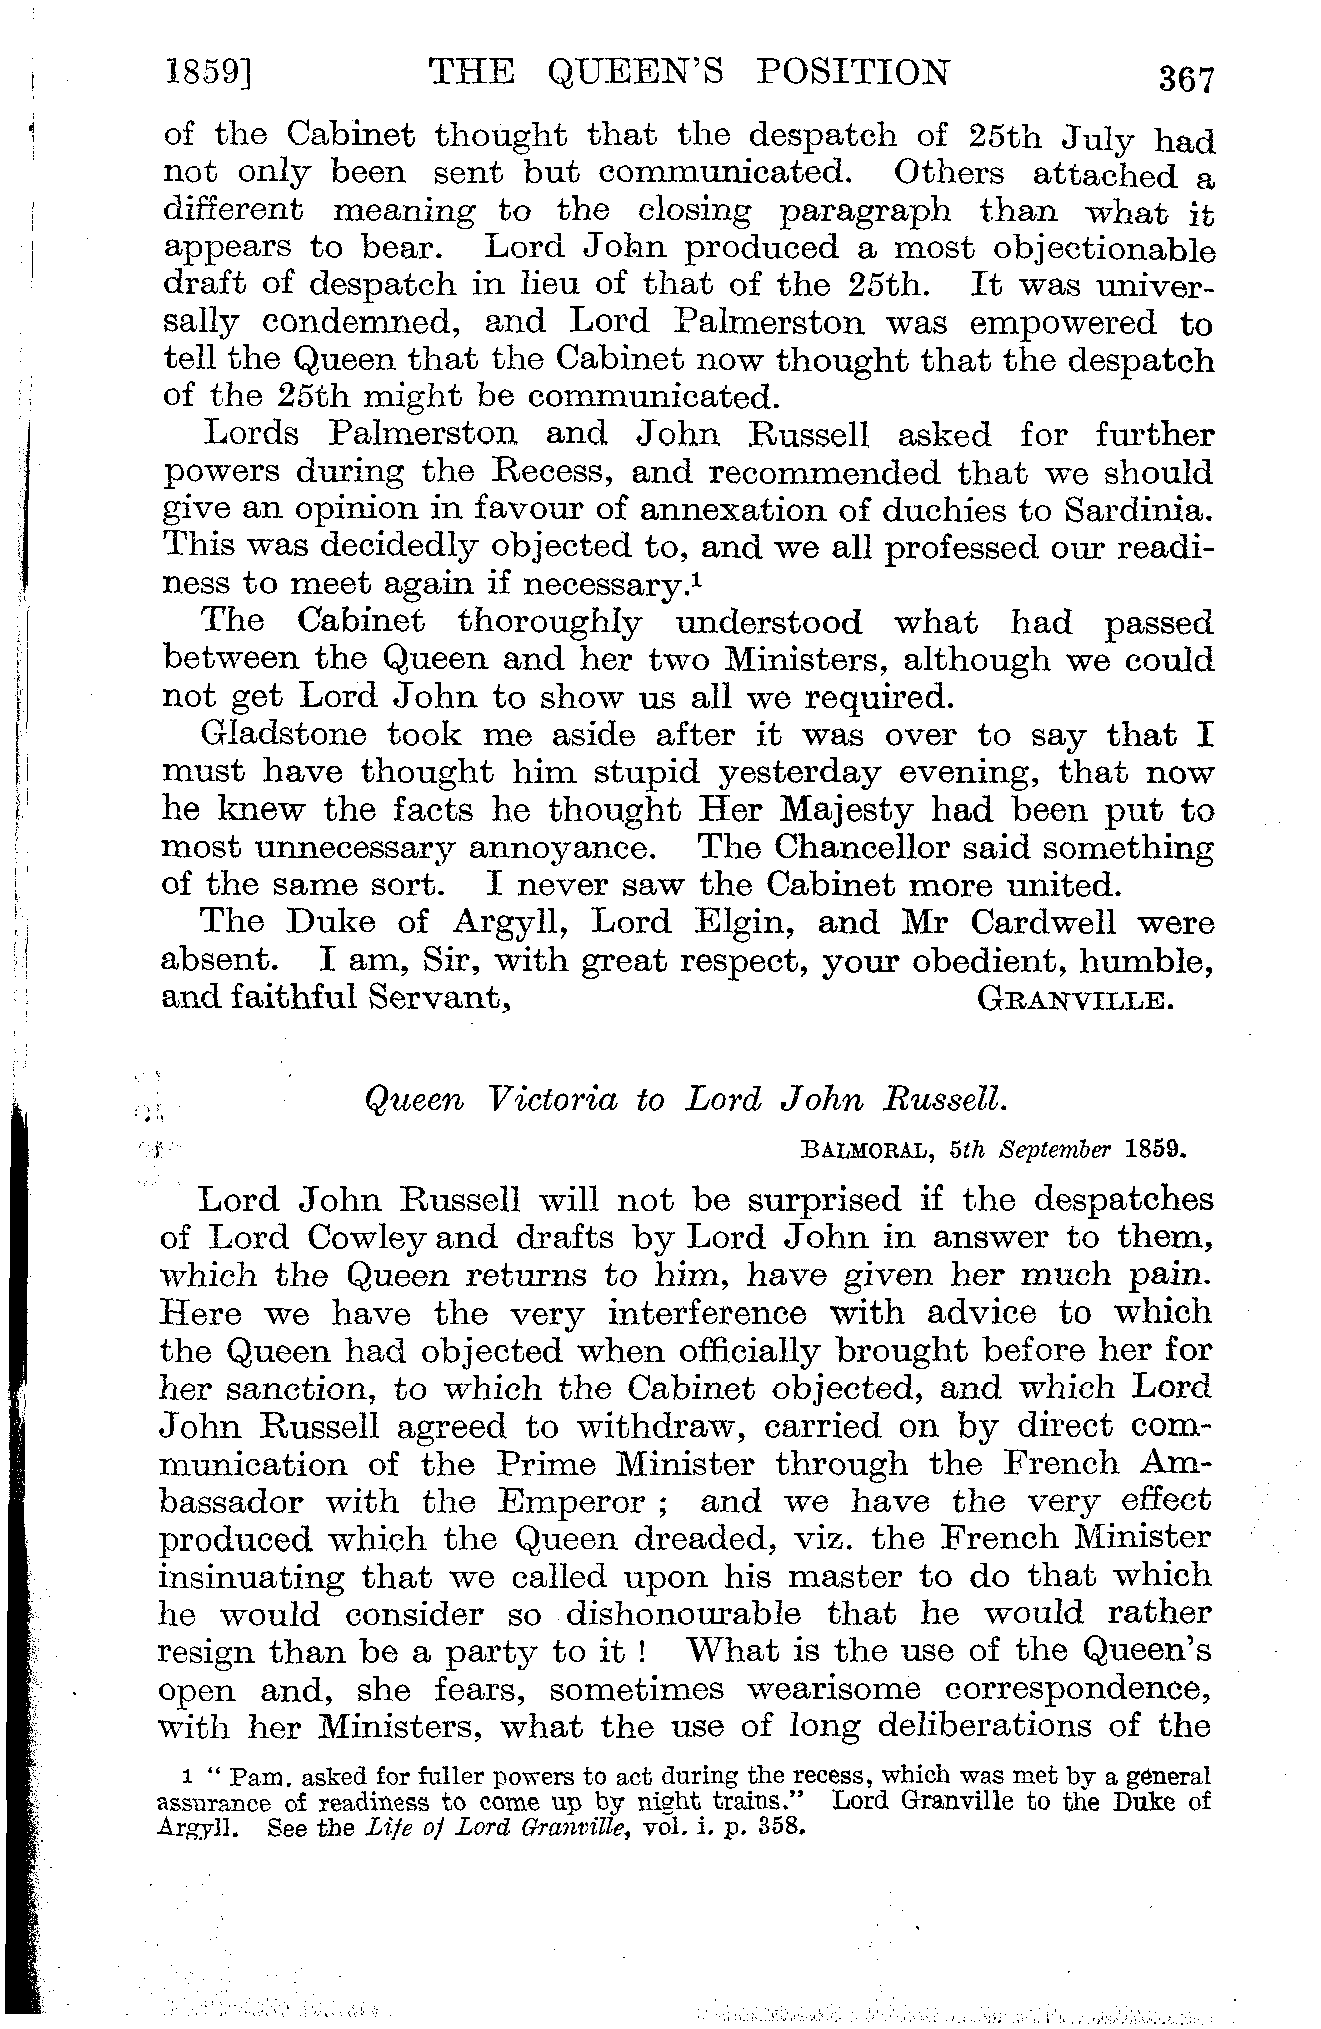 1859] THE QUEEN'S POSITION 367
of the Cabinet thought that the despatch of 25th July had
not only been sent but communicated. Others attached a
different meaning to the closing paragraph than what it
appears to bear. Lord John produced a most objectionable
draft of despatch in lieu of that of the 25th. It was univer-
sally condemned, and Lord Palmerston was empowered to
tell the Queen that the Cabinet now thought that the despatch
of the 25th might be communicated.
Lords Palmerston and John Russell asked for further
powers during the Recess, and recommended that we should
give an opinion in favour of annexation of duchies to Sardinia.
This was decidedly objected to, and we all professed our readi-
ness to meet again if necessary.¹
The Cabinet thoroughly understood what had passed
between the Queen and her two Ministers, although we could
not get Lord John to show us all we required.
Gladstone took me aside after it was over to say that I
must have thought him stupid yesterday evening, that now
he knew the facts he thought Her Majesty had been put to
most unnecessary annoyance. The Chancellor said something
of the same sort. I never saw the Cabinet more united.
The Duke of Argyll, Lord Elgin, and Mr Cardwell were
absent. I am, Sir, with great respect, your obedient, humble,
and faithful Servant, GRANVILLE.
Queen Victoria to Lord John Russell.
BALMORAL, 5th September 1859.
Lord John Russell will not be surprised if the despatches
of Lord Cowley and drafts by Lord John in answer to them,
which the Queen returns to him, have given her much pain.
Here we have the very interference with advice to which
the Queen had objected when officially brought before her for
her sanction, to which the Cabinet objected, and which Lord
John Russell agreed to withdraw, carried on by direct com-
munication of the Prime Minister through the French Am-
bassador with the Emperor ; and we have the very effect
produced which the Queen dreaded, viz. the French Minister
insinuating that we called upon his master to do that which
he would consider so dishonourable that he would rather
resign than be a party to it ! What is the use of the Queen's
open and, she fears, sometimes wearisome correspondence,
with her Ministers, what the use of long deliberations of the
1 " Pam. asked for fuller powers to act during the recess, which was met by a general
assurance of readiness to come up by night trains." Lord Granville to the Duke of
Argyll. See the Life of Lord Granville, vol. i. p. 358.